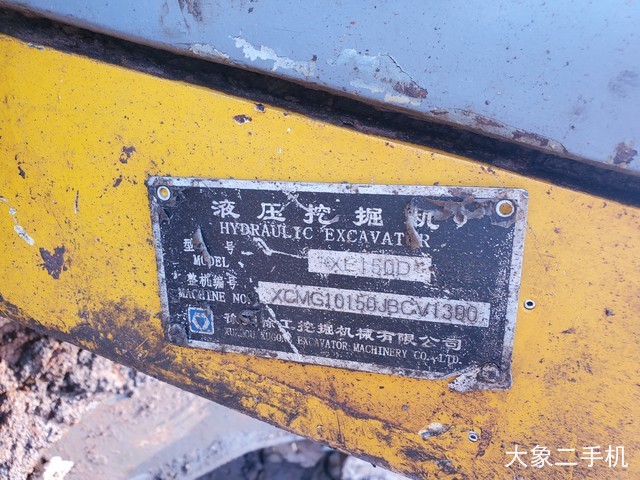 液压挖掘机
HYDRAULIC EXCAVATOR
型号
MODEL XE150D
整机编号
MACHINE NO. XCMG10150JBCV1300
徐州徐工挖掘机械有限公司
XUZHOU XUGONG EXCAVATOR MACHINERY CO.,LTD.
大象二手机